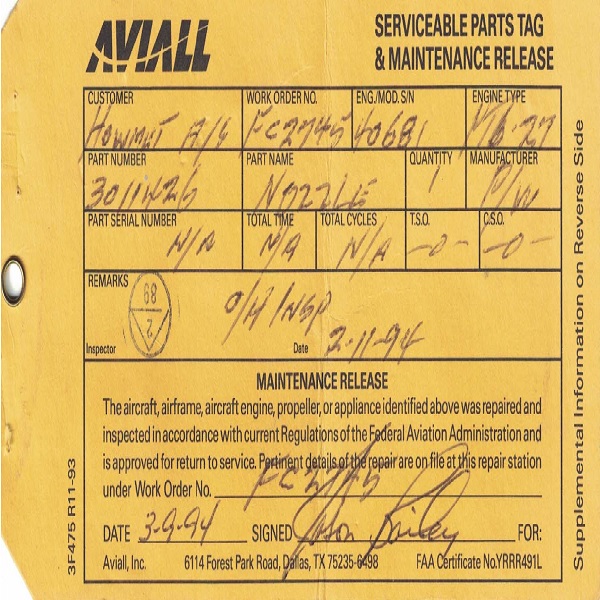 AVIALL
SERVICEABLE PARTS TAG
& MAINTENANCE RELEASE
CUSTOMER WORK ORDER NO. ENG./MOD. S/N ENGINE TYPE
HOWMET FC2745 40681
PART NUMBER PART NAME QUANTITY MANUFACTURER
3011426 NOZZLE 1 P/W
PART SERIAL NUMBER TOTAL TIME TOTAL CYCLES T.S.O. C.S.O.
N/A N/A N/A -0- -0-
REMARKS
2 89
O/H INSP
Inspector Date 2-11-94
MAINTENANCE RELEASE
The aircraft, airframe, aircraft engine, propeller, or appliance identified above was repaired and
inspected in accordance with current Regulations of the Federal Aviation Administration and
is approved for return to service. Pertinent details of the repair are on file at this repair station
under Work Order No. FC2745
DATE 3-9-94 SIGNED Jason Bailey FOR:
Aviall, Inc. 6114 Forest Park Road, Dallas, TX 75235-6498 FAA Certificate No.YRRR491L
3F475 R11-93
Supplemental Information on Reverse Side